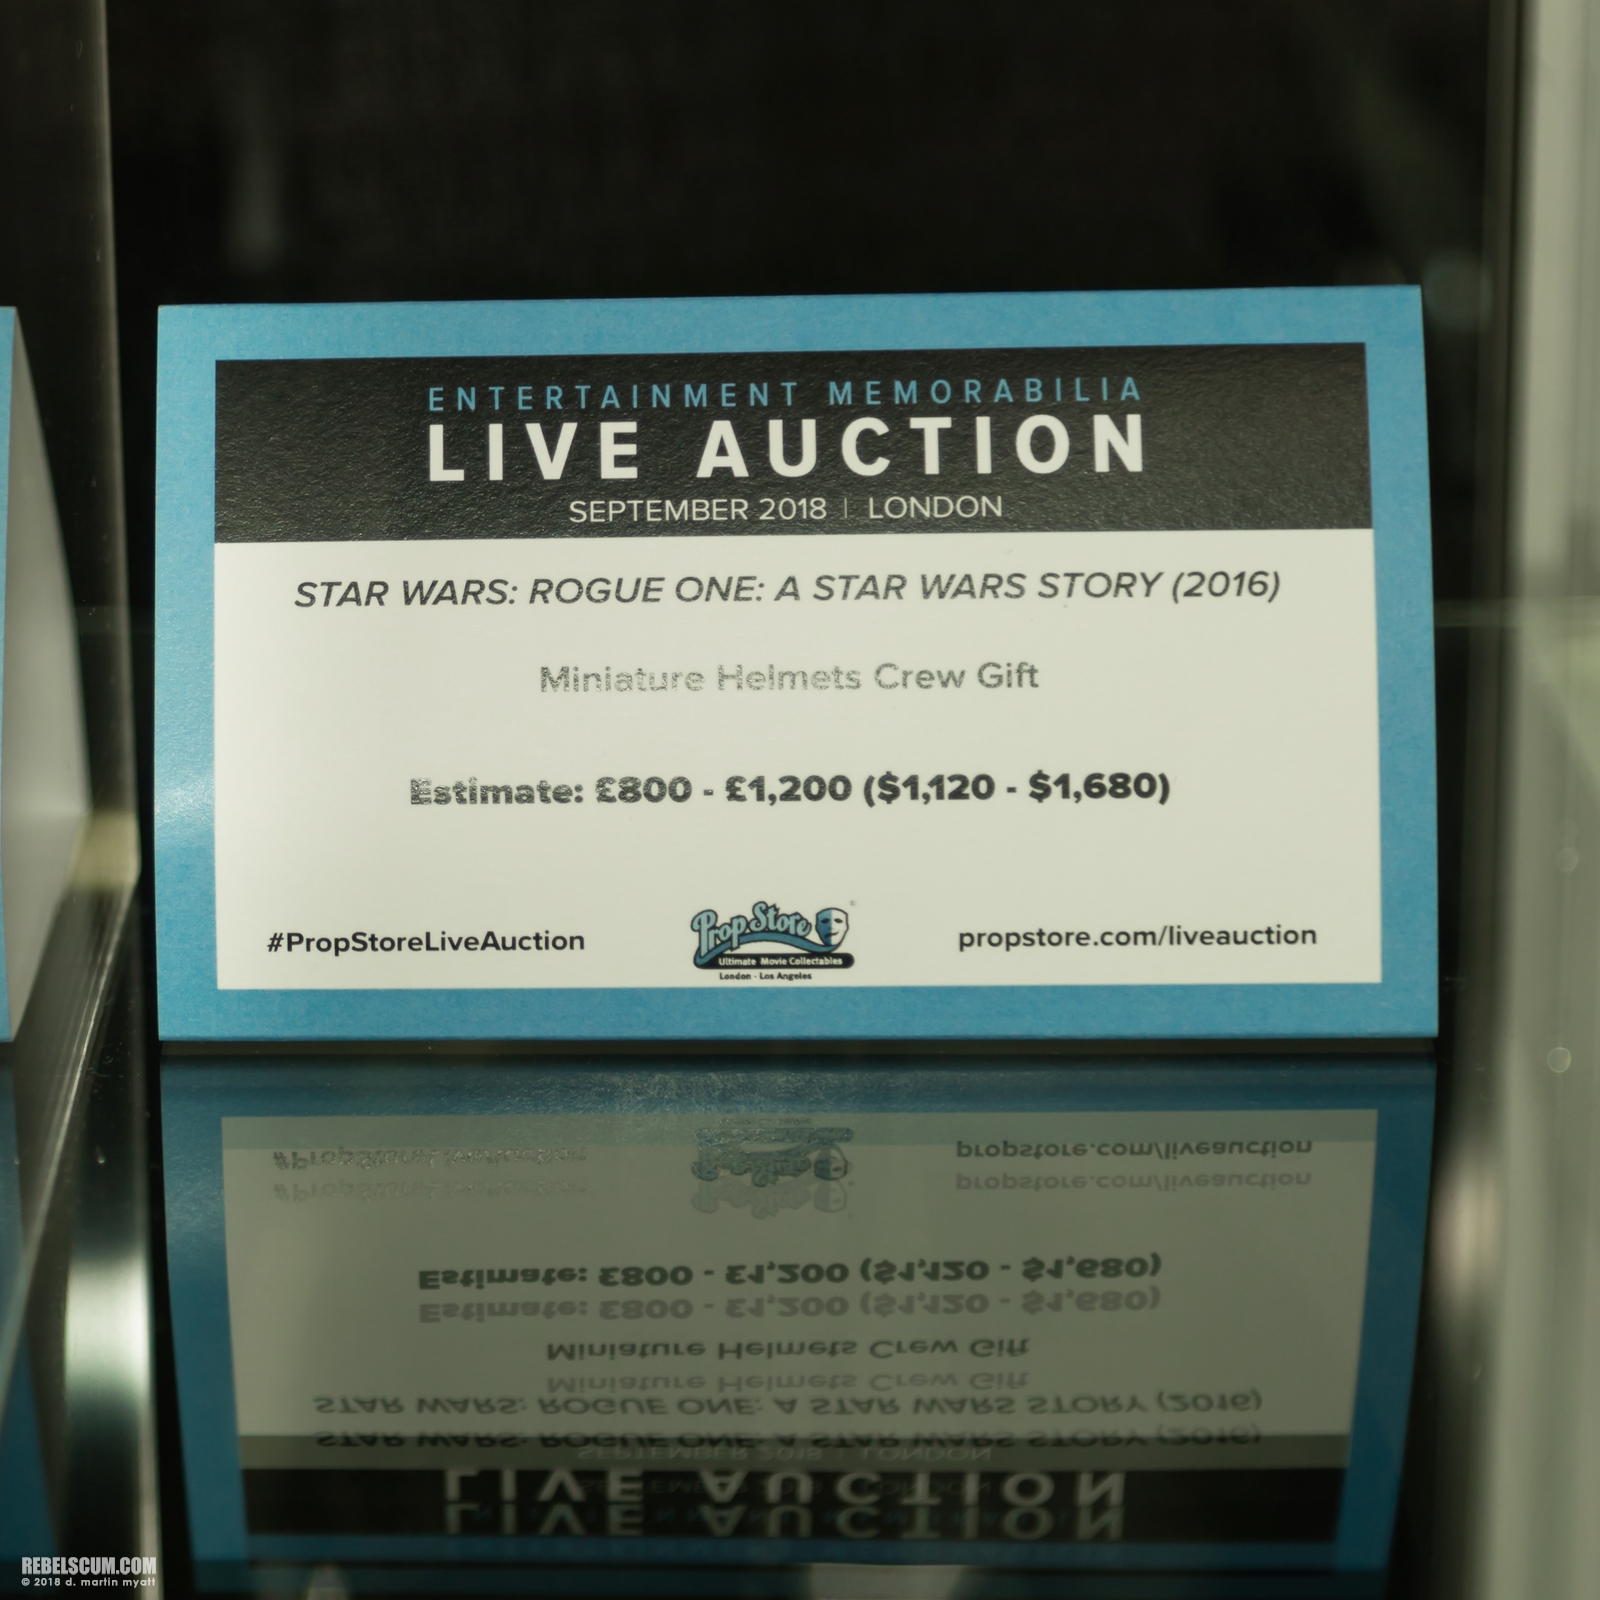 ENTERTAINMENT MEMORABILIA
LIVE AUCTION
SEPTEMBER 2018 | LONDON
STAR WARS: ROGUE ONE: A STAR WARS STORY (2016)
Miniature Helmets Crew Gift
Estimate: £800 - £1,200 ($1,120 - $1,680)
#PropStoreLiveAuction
Prop Store
Ultimate Movie Collectables
London - Los Angeles
propstore.com/liveauction
REBELSCUM.COM
© 2018 d. martin myatt